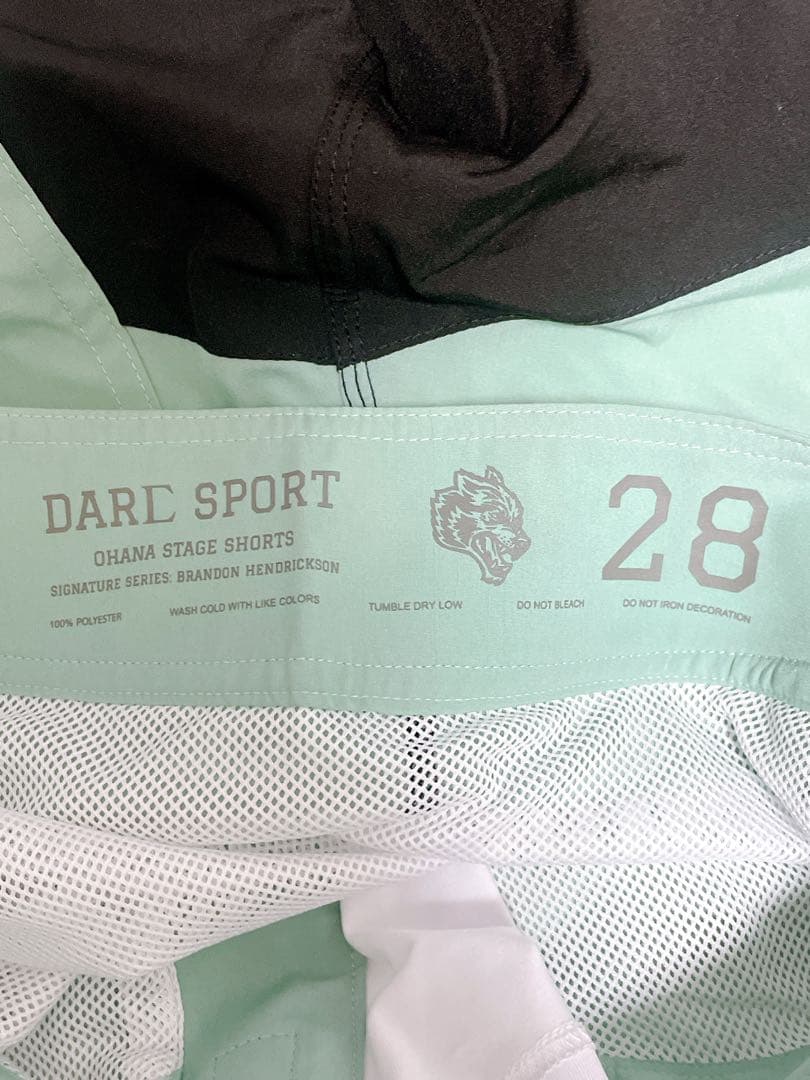 DARC SPORT
OHANA STAGE SHORTS
SIGNATURE SERIES: BRANDON HENDRICKSON
28
100% POLYESTER WASH COLD WITH LIKE COLORS TUMBLE DRY LOW DO NOT BLEACH DO NOT IRON DECORATION